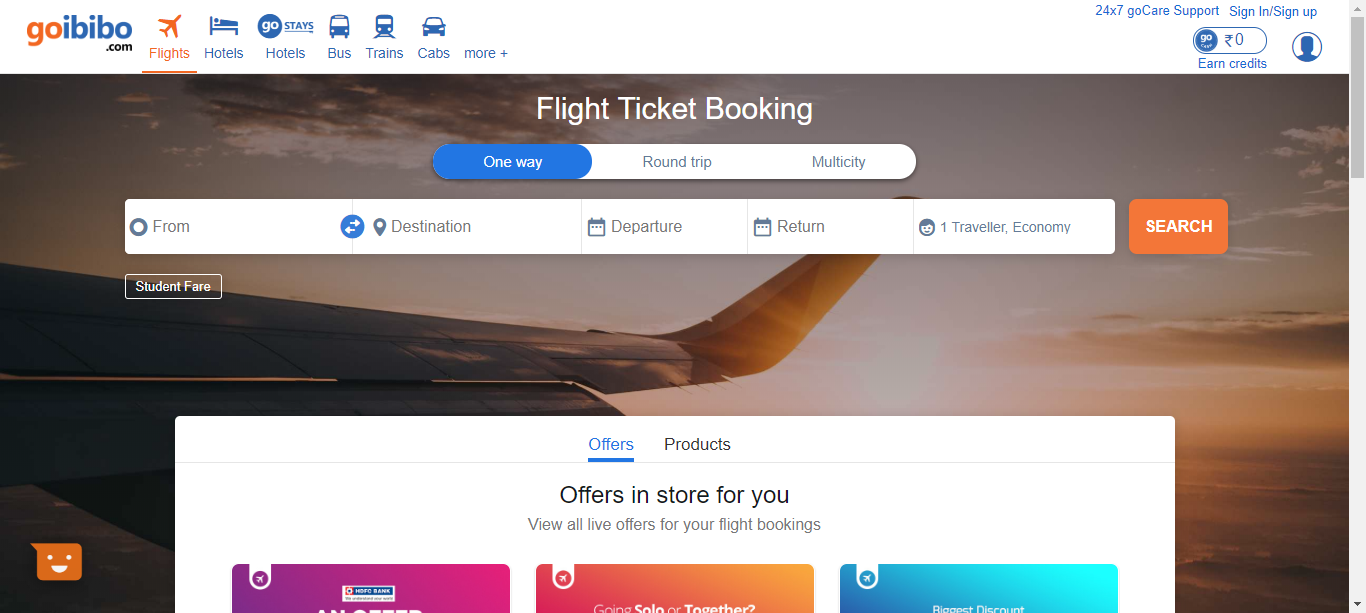 24x7 goCare Support Sign In/Sign up
goibibo
.com
go STAYS
Flights Hotels Hotels Bus Trains Cabs more +
go
CASH
₹0
Earn credits
Flight Ticket Booking
One way Round trip Multicity
From Destination Departure Return 1 Traveller, Economy SEARCH
Student Fare
Offers Products
Offers in store for you
View all live offers for your flight bookings
HDFC BANK
We understand your world
AN OFFER
Going Solo or Together?
Biggest Discount